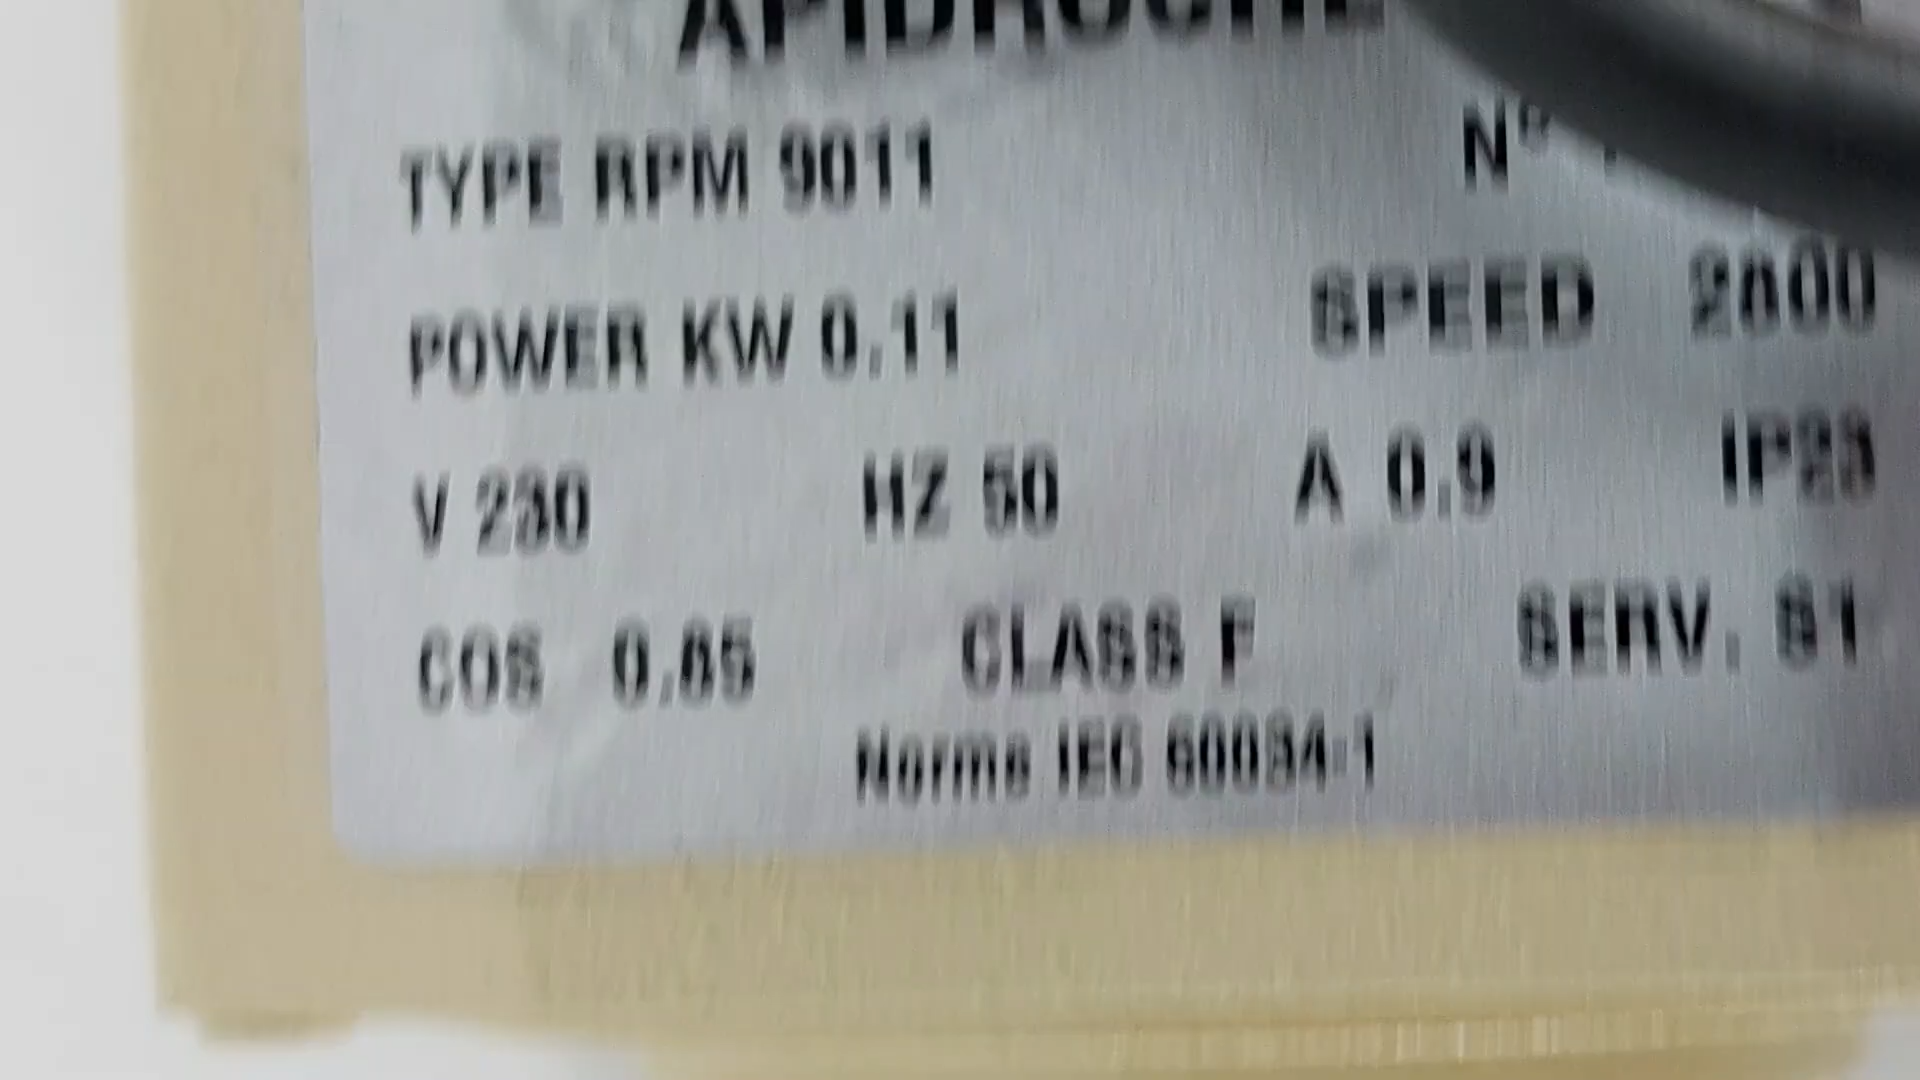 TYPE RPM 9011 Nº
POWER KW 0.11 SPEED 2800
V 230 HZ 50 A 0.9 IP23
COS 0.85 CLASS F SERV. S1
Norme IEC 60034-1